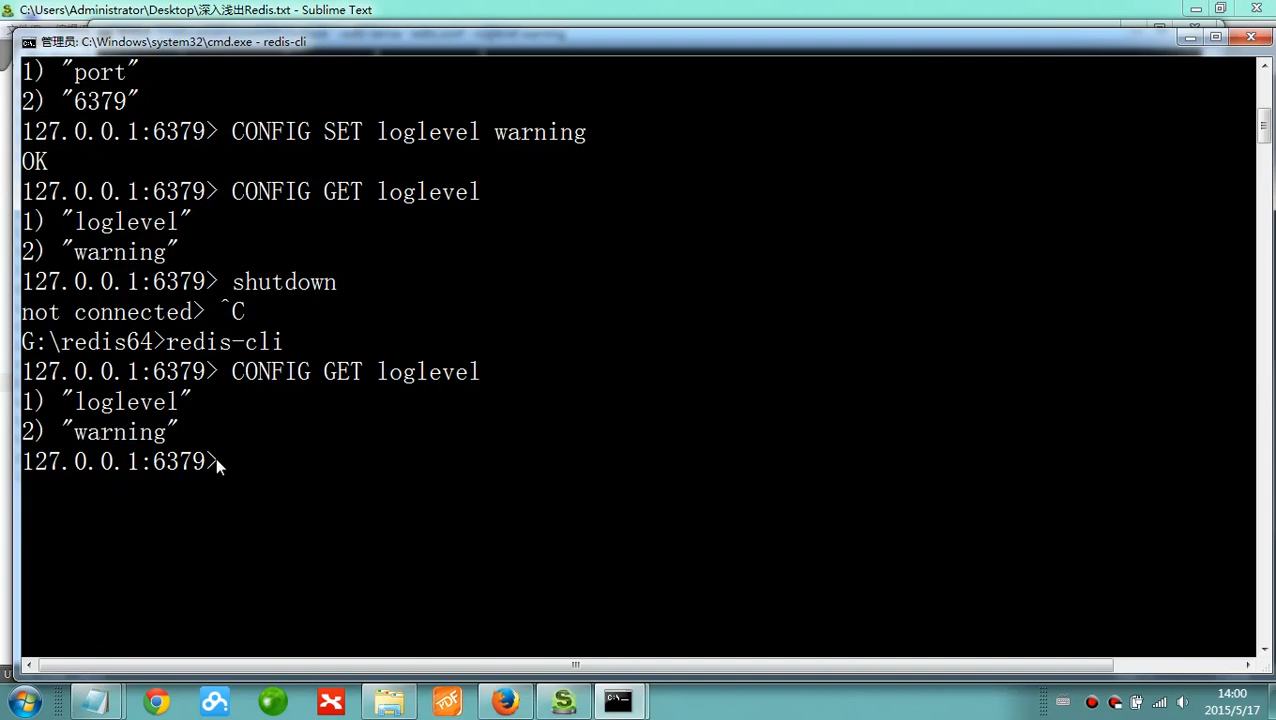 C:\Users\Administrator\Desktop\深入浅出Redis.txt - Sublime Text
管理员: C:\Windows\system32\cmd.exe - redis-cli
1) "port"
2) "6379"
127.0.0.1:6379> CONFIG SET loglevel warning
OK
127.0.0.1:6379> CONFIG GET loglevel
1) "loglevel"
2) "warning"
127.0.0.1:6379> shutdown
not connected> ^C
G:\redis64>redis-cli
127.0.0.1:6379> CONFIG GET loglevel
1) "loglevel"
2) "warning"
127.0.0.1:6379>
14:00
2015/5/17